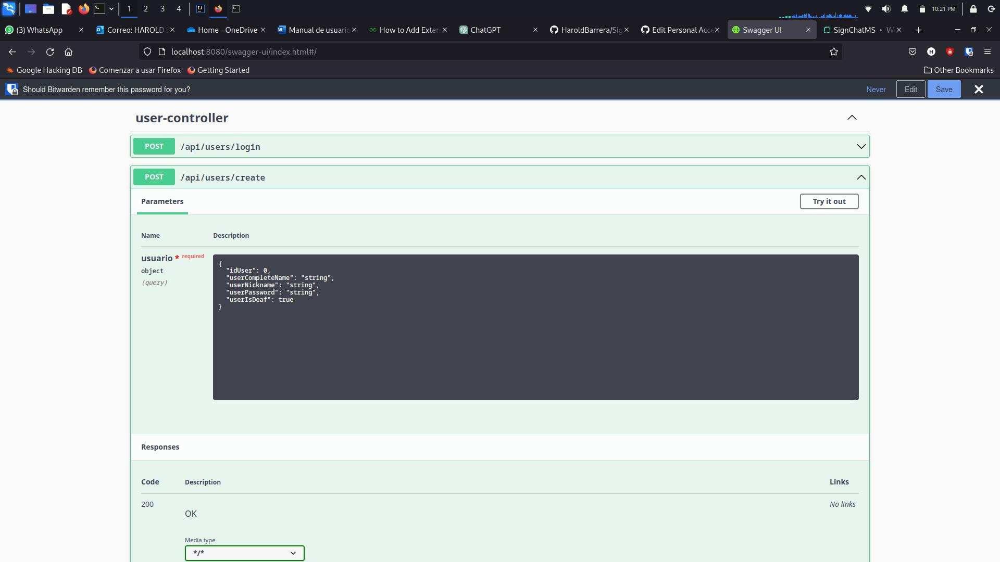 1 2 3 4
10:21 PM
(3) WhatsApp
Correo: HAROLD S
Home - OneDrive
Manual de usuario
How to Add Exter
ChatGPT
HaroldBarrera/Sig
Edit Personal Acce
Swagger UI
SignChatMS • W
localhost:8080/swagger-ui/index.html#/
Google Hacking DB
Comenzar a usar Firefox
Getting Started
Other Bookmarks
Should Bitwarden remember this password for you?
Never
Edit
Save
user-controller
POST /api/users/login
POST /api/users/create
Parameters
Try it out
Name Description
usuario * required
object
(query)
{
"idUser": 0,
"userCompleteName": "string",
"userNickname": "string",
"userPassword": "string",
"userIsDeaf": true
}
Responses
Code Description Links
200
OK
No links
Media type
*/*